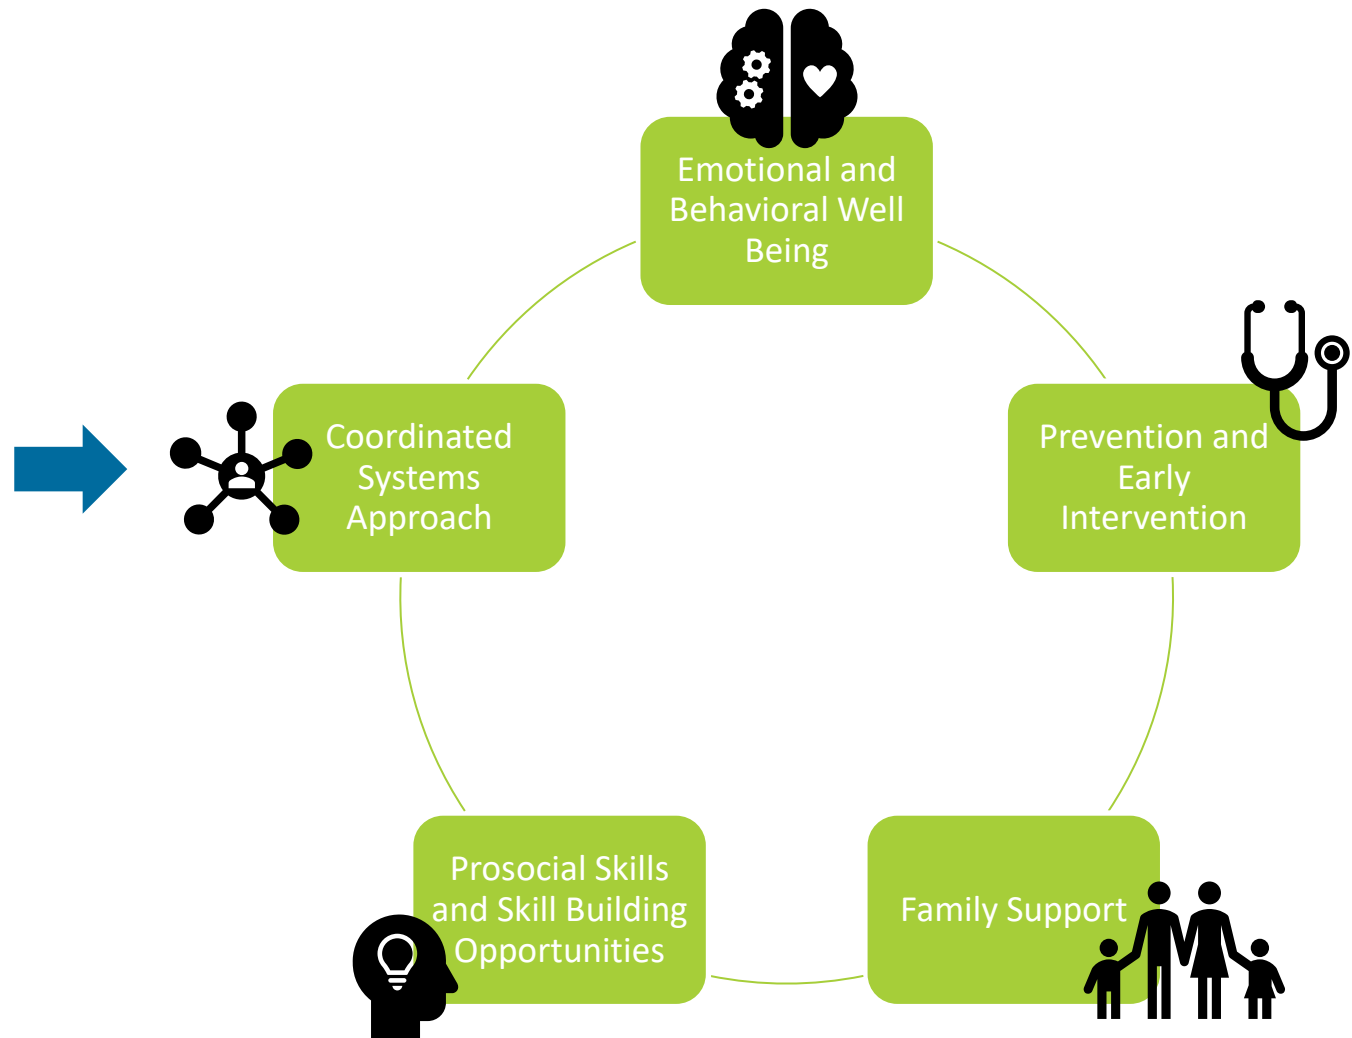 Emotional and
Behavioral Well
Being
Prevention and
Early
Intervention
Family Support
Prosocial Skills
and Skill Building
Opportunities
Coordinated
Systems
Approach